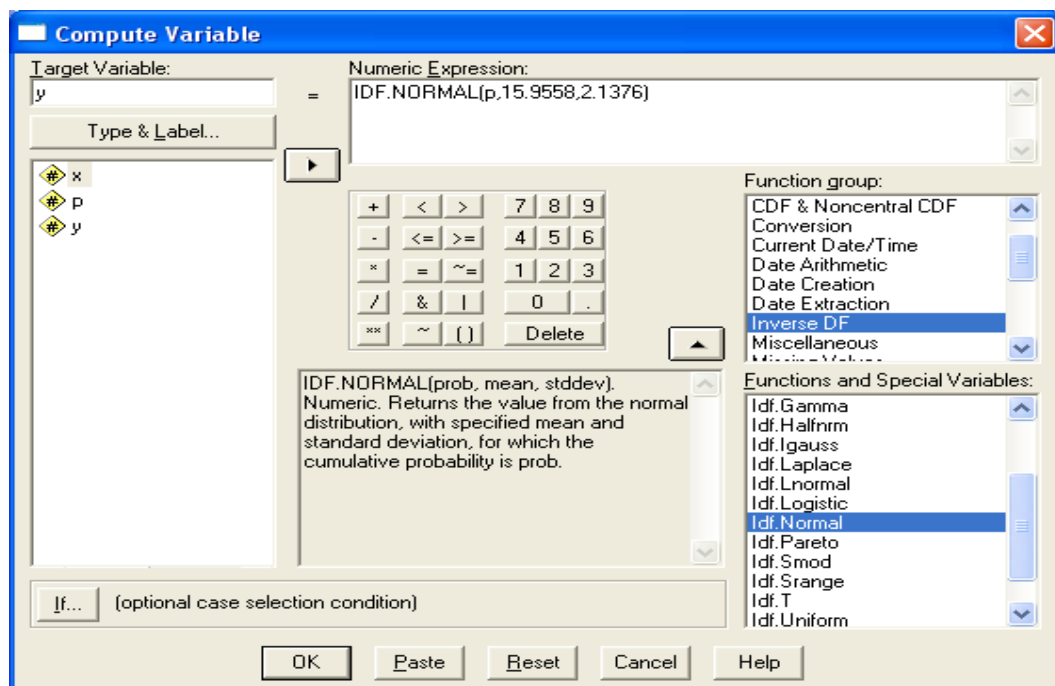 Compute Variable
Target Variable:
y
=
Numeric Expression:
IDF.NORMAL(p,15.9558,2.1376)
Type & Label...
x
p
y
+ < > 7 8 9
- <= >= 4 5 6
* = ~= 1 2 3
/ & | 0 .
** ~ () Delete
Function group:
CDF & Noncentral CDF
Conversion
Current Date/Time
Date Arithmetic
Date Creation
Date Extraction
Inverse DF
Miscellaneous
Missing Values
IDF.NORMAL(prob, mean, stddev).
Numeric. Returns the value from the normal
distribution, with specified mean and
standard deviation, for which the
cumulative probability is prob.
Functions and Special Variables:
Idf.Gamma
Idf.Halfnrm
Idf.Igauss
Idf.Laplace
Idf.Lnormal
Idf.Logistic
Idf.Normal
Idf.Pareto
Idf.Smod
Idf.Srange
Idf.T
Idf.Uniform
If... (optional case selection condition)
OK Paste Reset Cancel Help